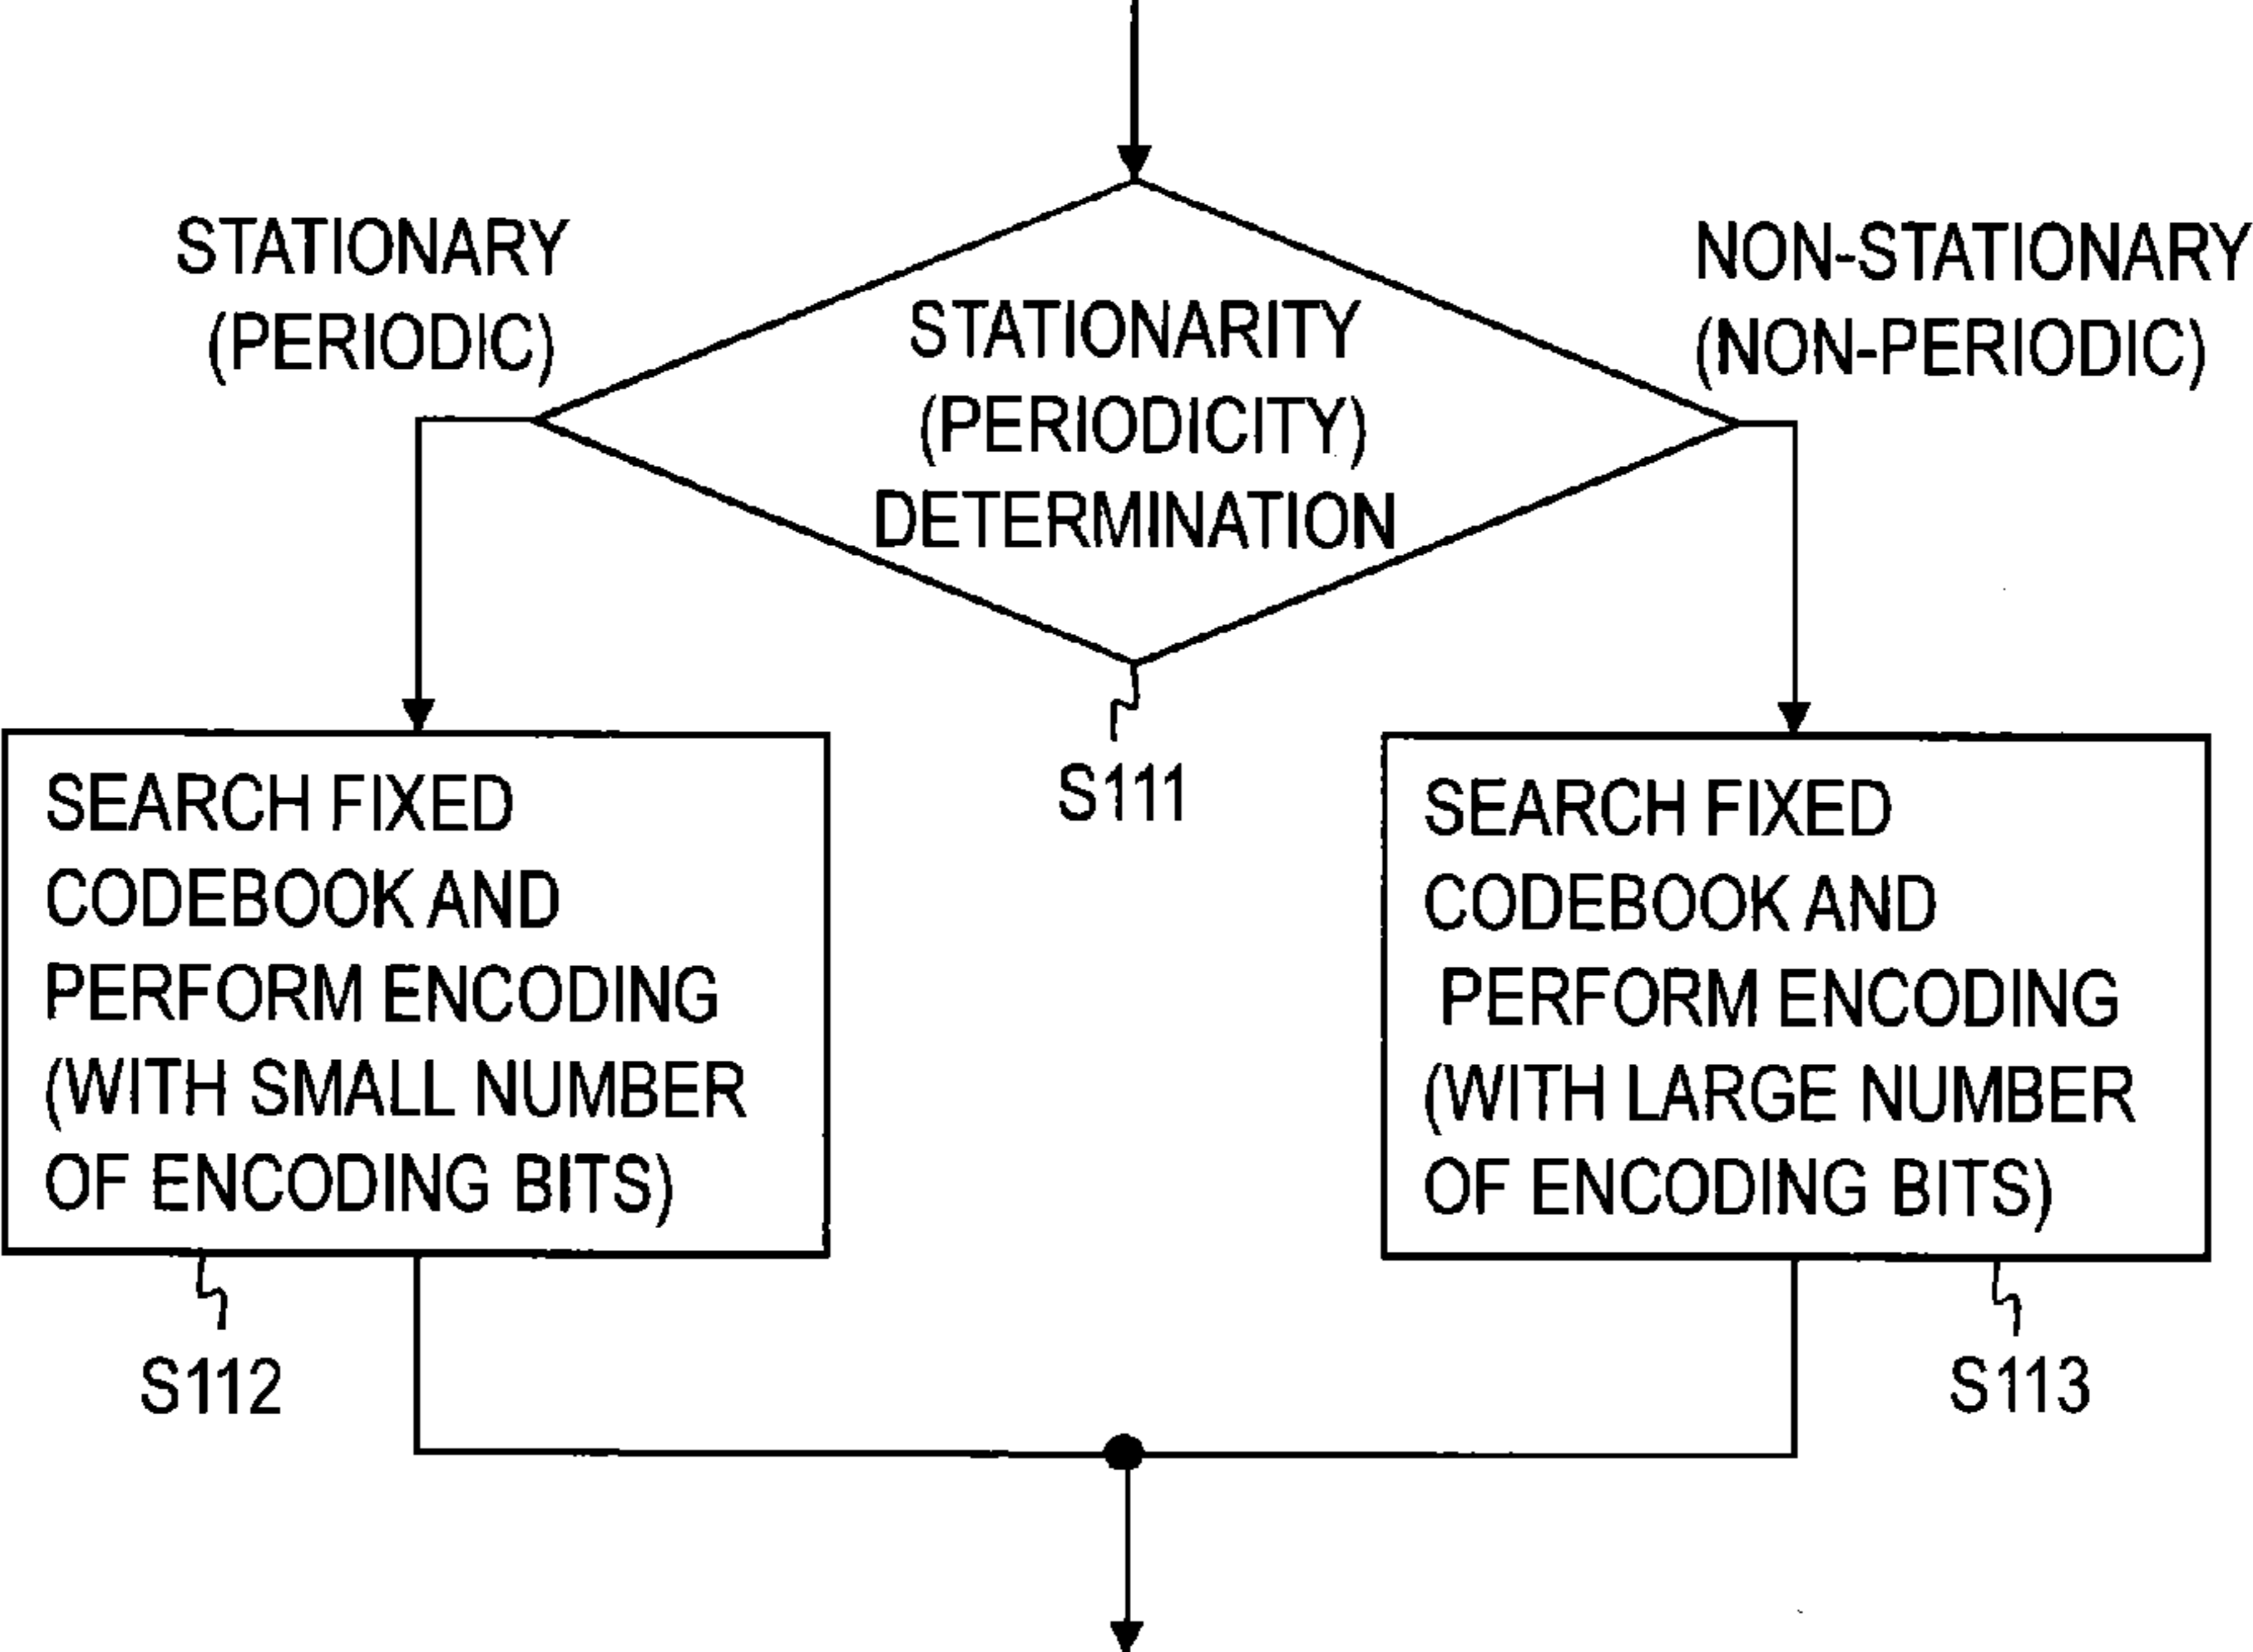 STATIONARY
(PERIODIC)
NON-STATIONARY
(NON-PERIODIC)
STATIONARITY
(PERIODICITY)
DETERMINATION
S111
SEARCH FIXED
CODEBOOK AND
PERFORM ENCODING
(WITH SMALL NUMBER
OF ENCODING BITS)
S112
SEARCH FIXED
CODEBOOK AND
PERFORM ENCODING
(WITH LARGE NUMBER
OF ENCODING BITS)
S113